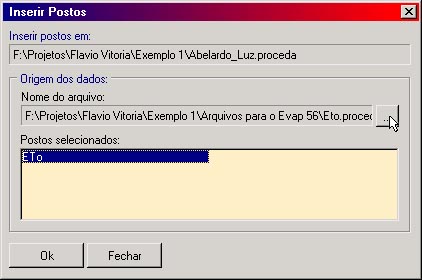 Inserir Postos
Inserir postos em:
F:\Projetos\Flavio Vitoria\Exemplo 1\Abelardo_Luz.proceda
Origem dos dados:
Nome do arquivo:
F:\Projetos\Flavio Vitoria\Exemplo 1\Arquivos para o Evap 56\Eto.proced
...
Postos selecionados:
ETo
Ok Fechar